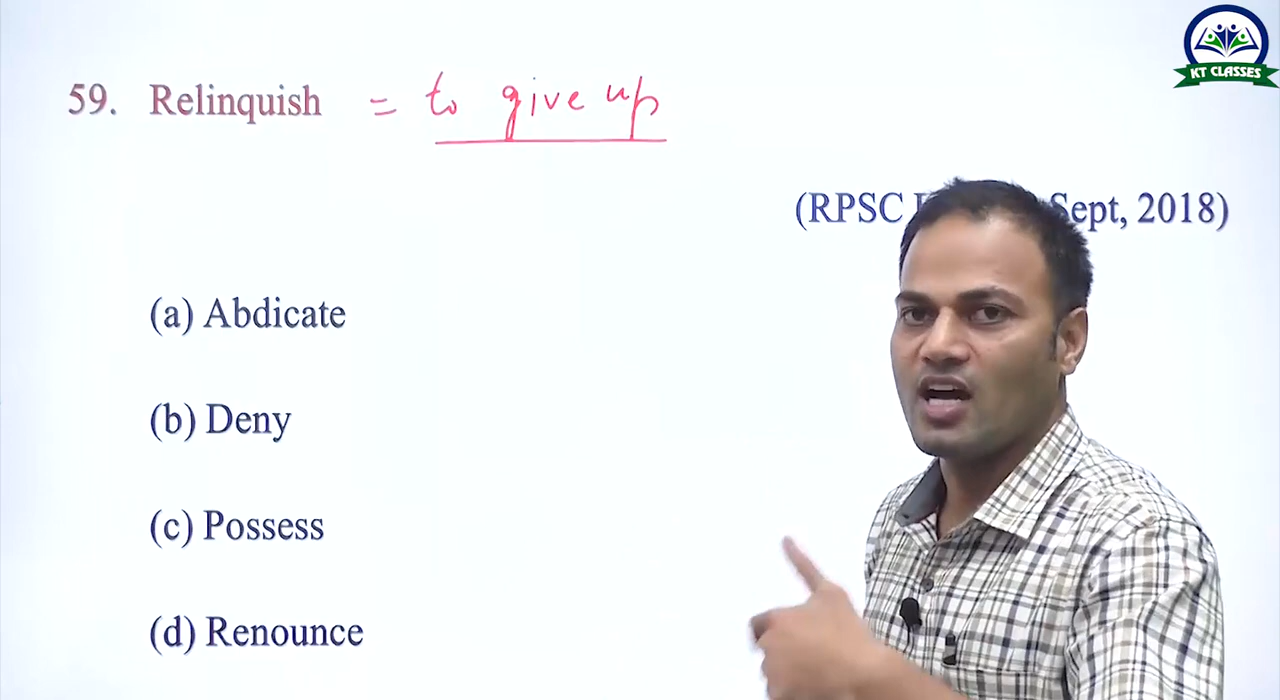 KT CLASSES
59. Relinquish = to give up
(RPSC Sept, 2018)
(a) Abdicate
(b) Deny
(c) Possess
(d) Renounce